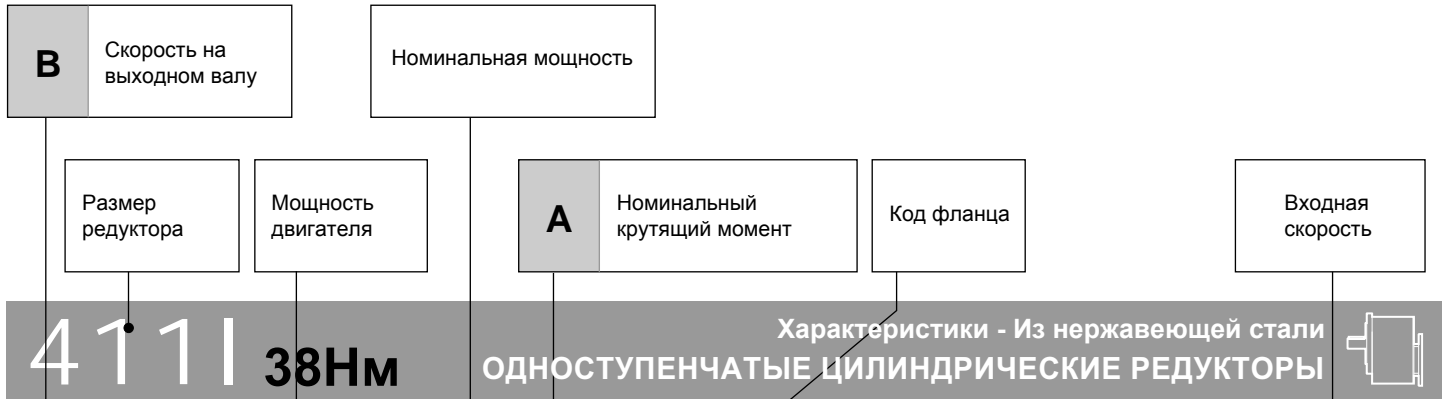 B
Скорость на
выходном валу
Номинальная мощность
Размер
редуктора
Мощность
двигателя
A
Номинальный
крутящий момент
Код фланца
Входная
скорость
411I 38Нм
Характеристики - Из нержавеющей стали
ОДНОСТУПЕНЧАТЫЕ ЦИЛИНДРИЧЕСКИЕ РЕДУКТОРЫ